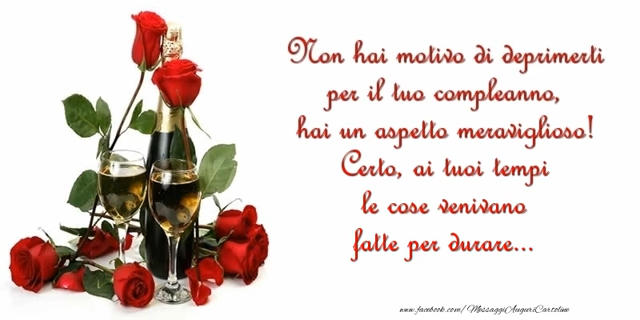 Non hai motivo di deprimerti
per il tuo compleanno,
hai un aspetto meraviglioso!
Certo, ai tuoi tempi
le cose venivano
fatte per durare...
www.facebook.com/MessaggiAuguriCartoline